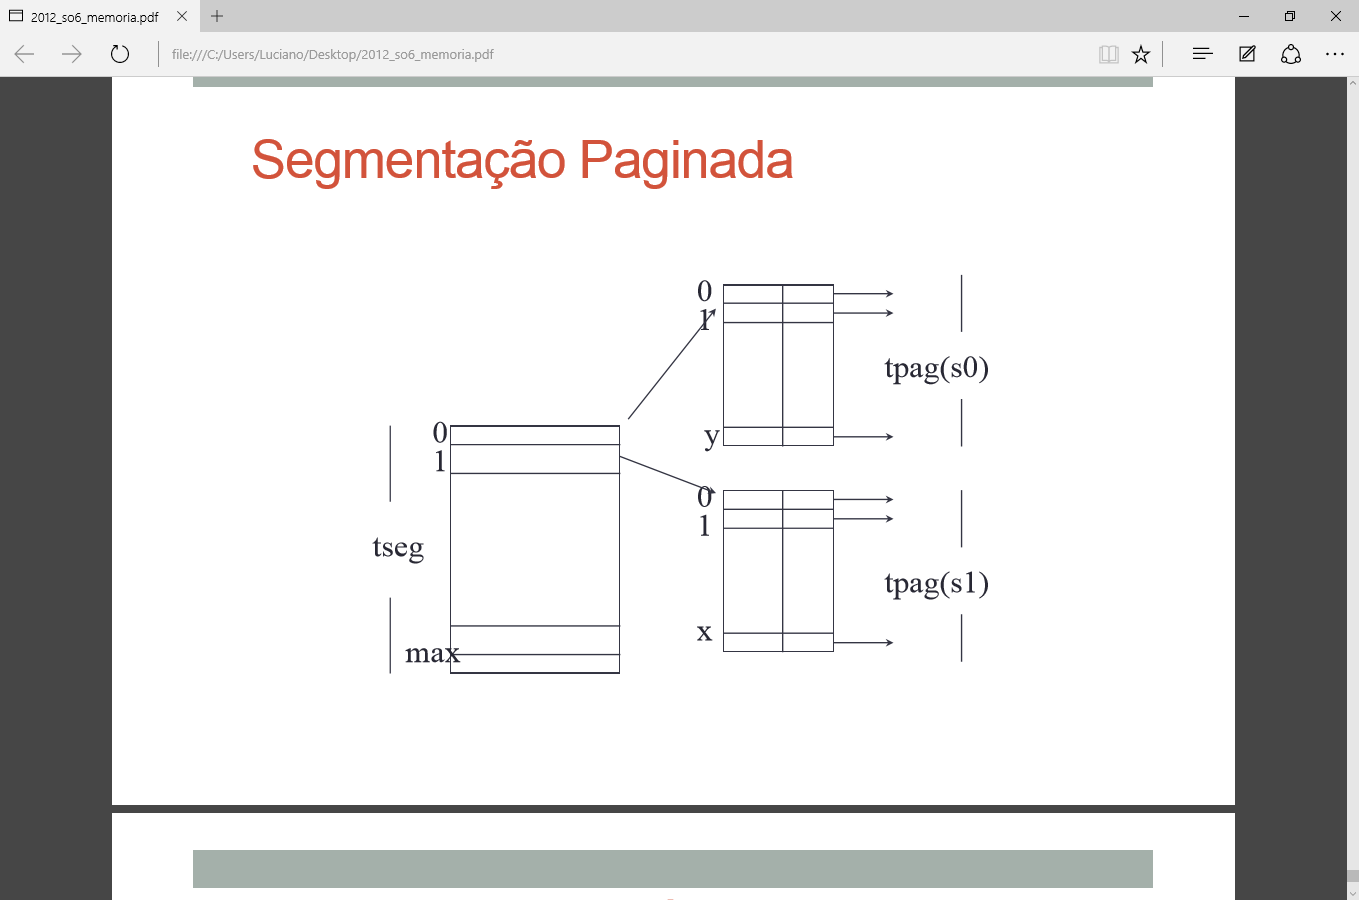 2012_so6_memoria.pdf
file:///C:/Users/Luciano/Desktop/2012_so6_memoria.pdf
Segmentação Paginada
0
1
y
tpag(s0)
0
1
tseg
max
0
1
x
tpag(s1)